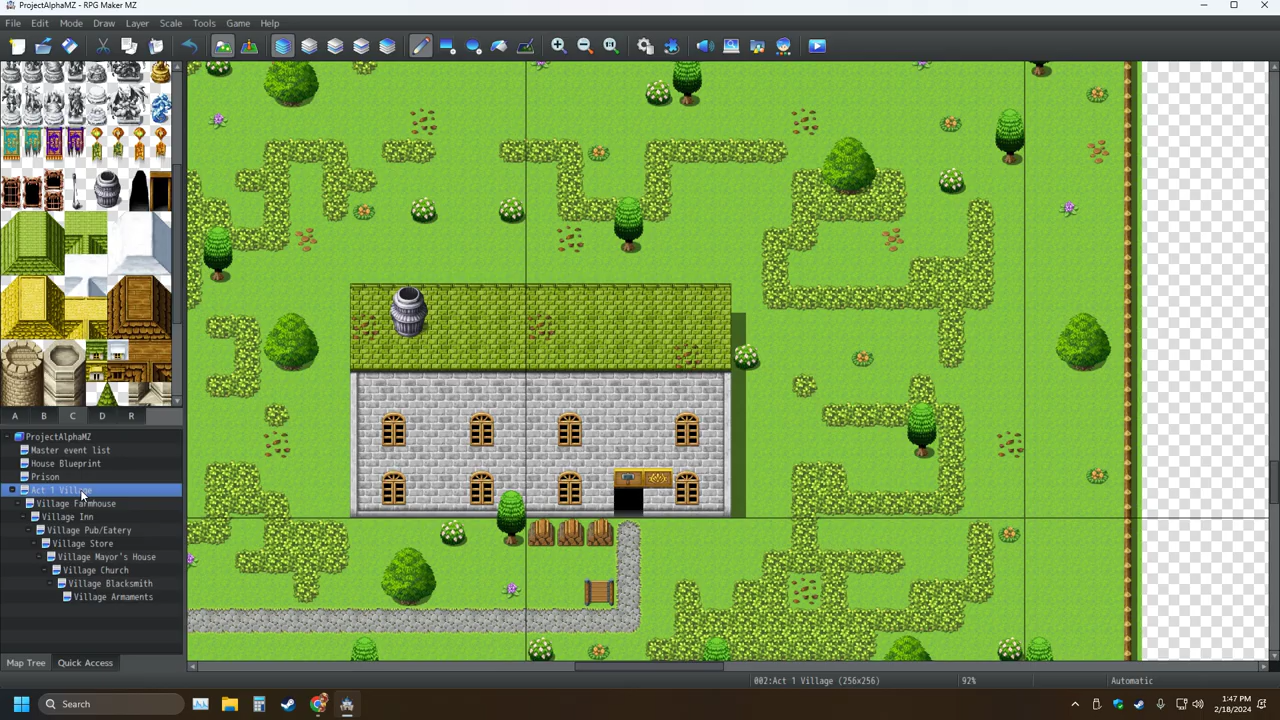 ProjectAlphaMZ - RPG Maker MZ
File Edit Mode Draw Layer Scale Tools Game Help
A B C D R
ProjectAlphaMZ
Master event list
House Blueprint
Prison
Act 1 Village
Village Farmhouse
Village Inn
Village Pub/Eatery
Village Store
Village Mayor's House
Village Church
Village Blacksmith
Village Armaments
Map Tree Quick Access
002:Act 1 Village (256x256) 92% Automatic
Search
1:47 PM
2/18/2024